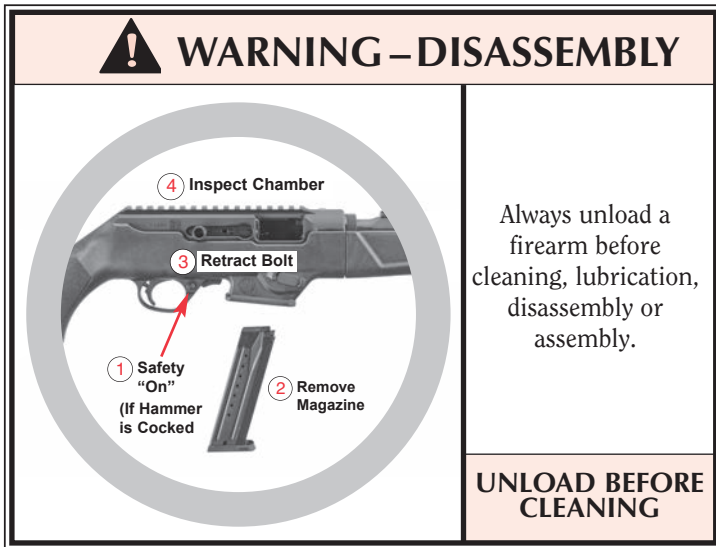 WARNING – DISASSEMBLY
4 Inspect Chamber
3 Retract Bolt
1 Safety
“On”
(If Hammer
is Cocked
2 Remove
Magazine
Always unload a
firearm before
cleaning, lubrication,
disassembly or
assembly.
UNLOAD BEFORE
CLEANING